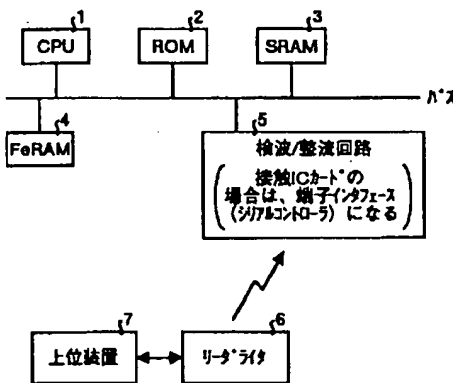 1
CPU
2
ROM
3
SRAM
バス
4
FeRAM
5
検波/整流回路
(接触ICカードの
場合は、端子インタフェース
(シリアルコントローラ)になる)
7
上位装置
6
リーダライタ